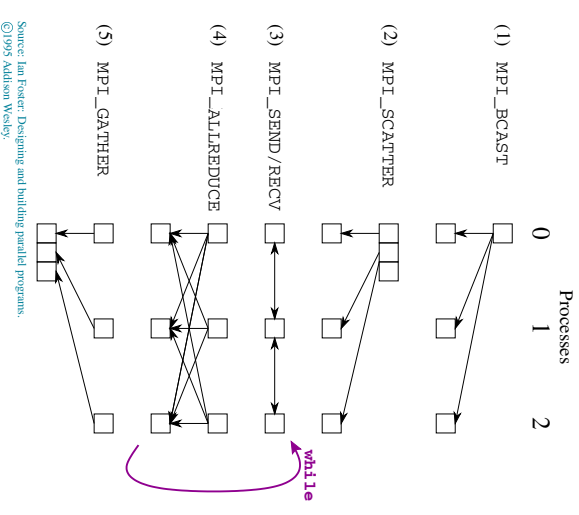 Processes
0 1 2
(1) MPI_BCAST
(2) MPI_SCATTER
(3) MPI_SEND/RECV
(4) MPI_ALLREDUCE
(5) MPI_GATHER
while
Source: Ian Foster: Designing and building parallel programs.
©1995 Addison Wesley.